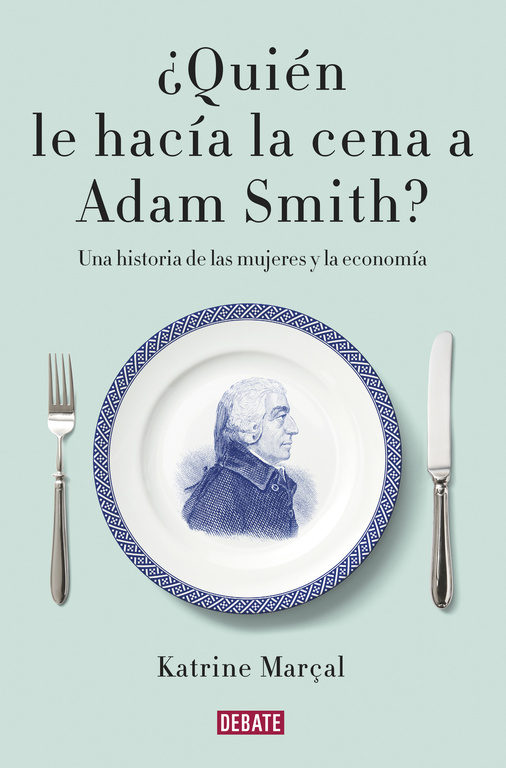 ¿Quién
le hacía la cena a
Adam Smith?
Una historia de las mujeres y la economía
Katrine Marçal
DEBATE